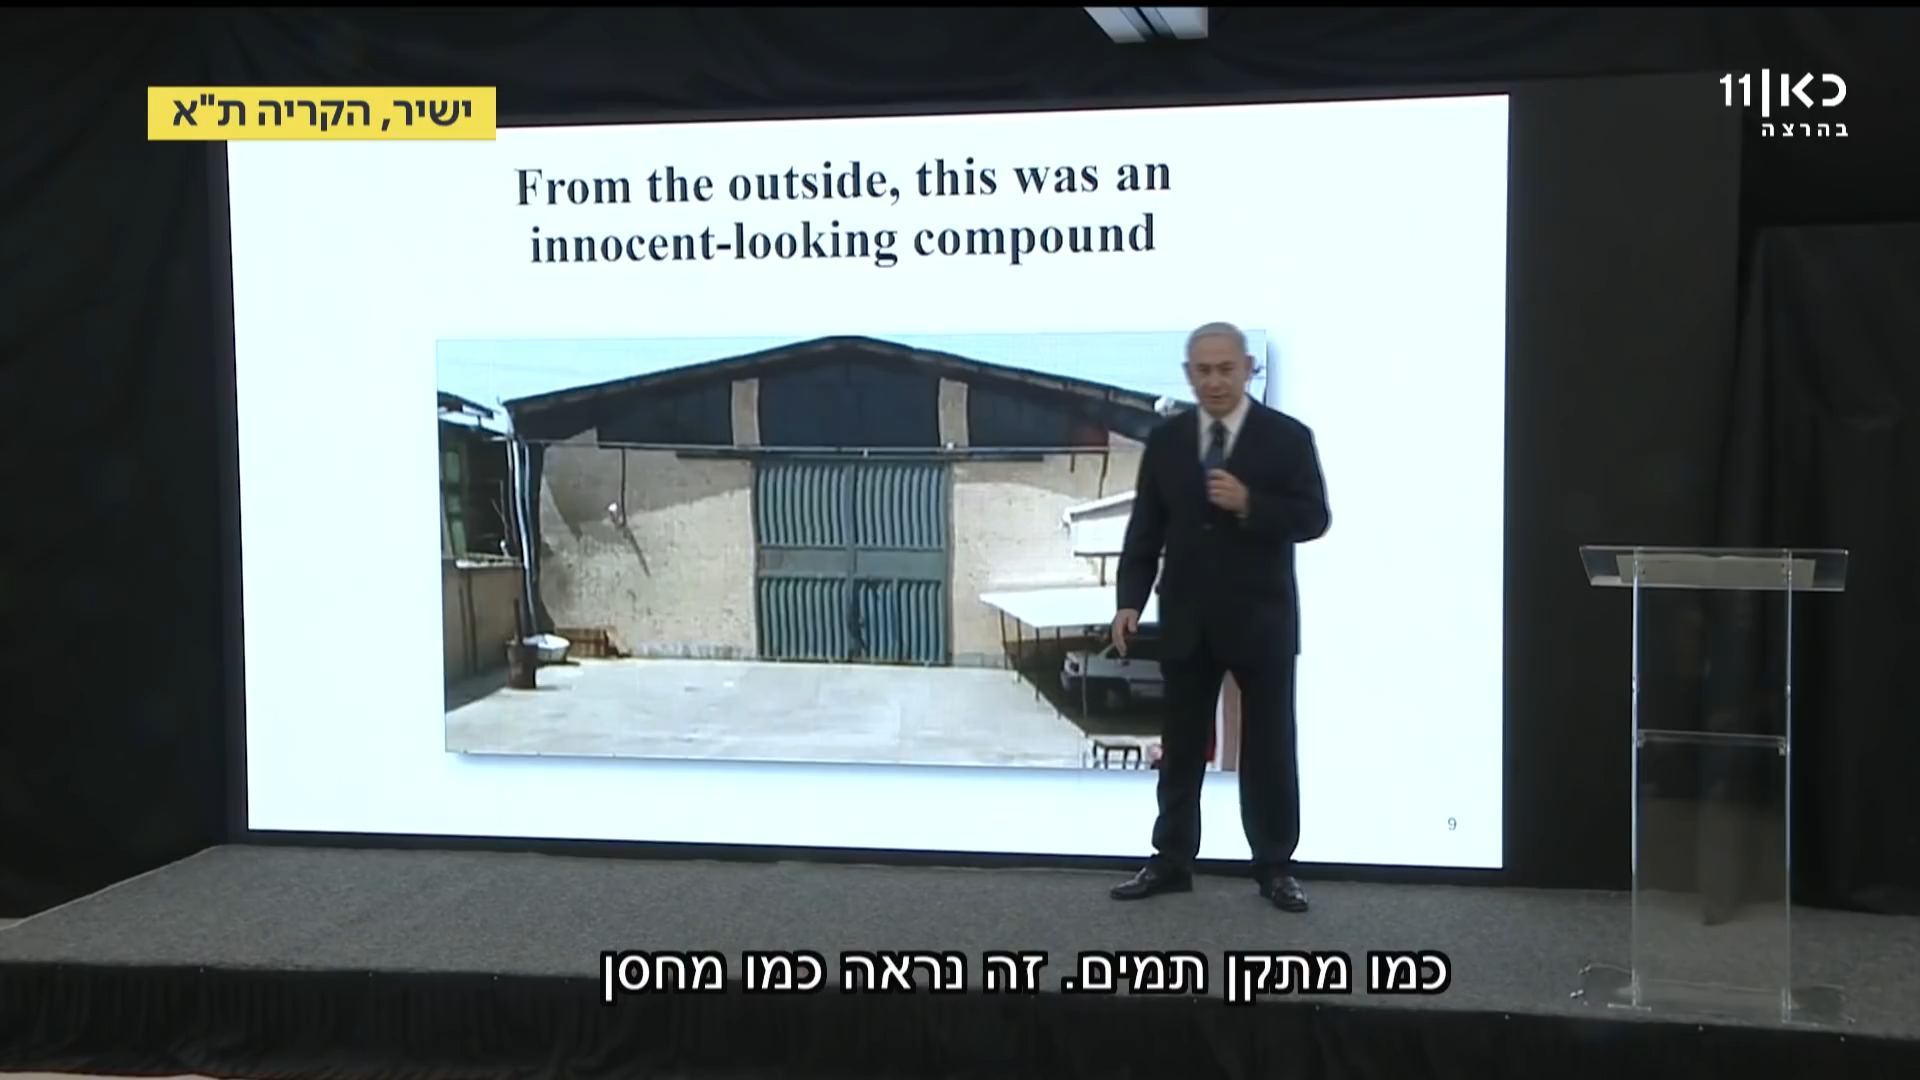 ישיר, הקריה ת"א
כאן 11
בהרצה
From the outside, this was an
innocent-looking compound
9
כמו מתקן תמים. זה נראה כמו מחסן